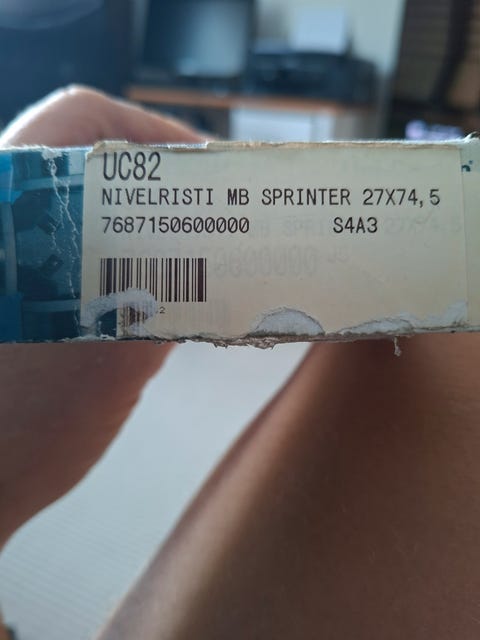 UC82
NIVELRISTI MB SPRINTER 27X74,5
7687150600000 S4A3